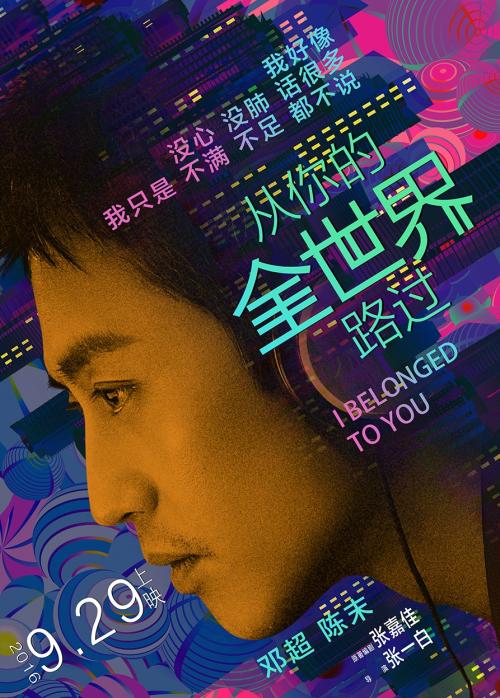 我好像
没心 没肺 话很多
我只是 不满 不足 都不说
从你的
全世界
路过
I BELONGED
TO YOU
2016
9.29上映
邓超 陈末
原著编剧 张嘉佳
导演 张一白